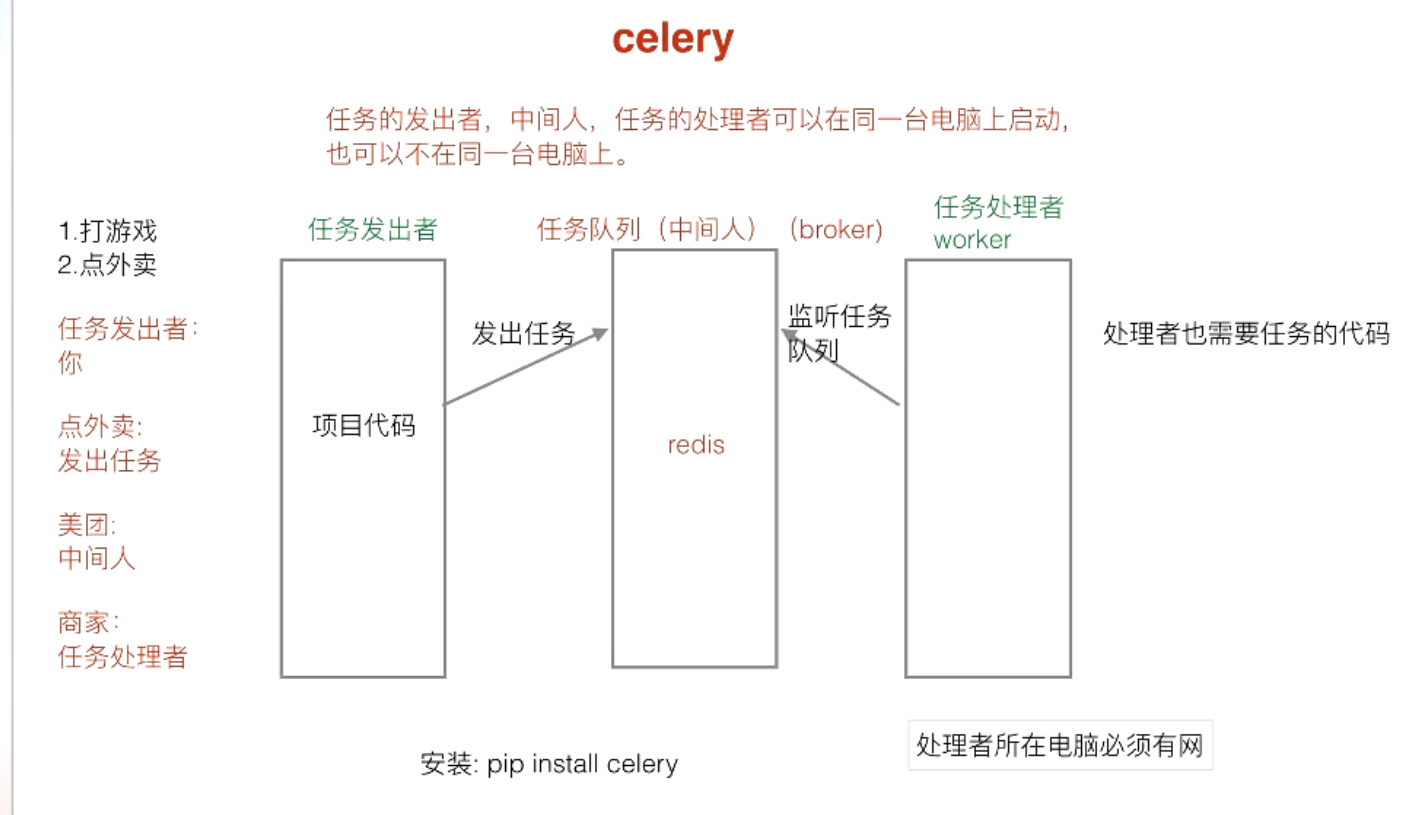 celery
任务的发出者，中间人，任务的处理者可以在同一台电脑上启动，
也可以不在同一台电脑上。
1.打游戏
2.点外卖
任务发出者：
你
点外卖:
发出任务
美团:
中间人
商家：
任务处理者
任务发出者
项目代码
发出任务
任务队列（中间人）（broker）
redis
监听任务
队列
任务处理者
worker
处理者也需要任务的代码
安装: pip install celery
处理者所在电脑必须有网